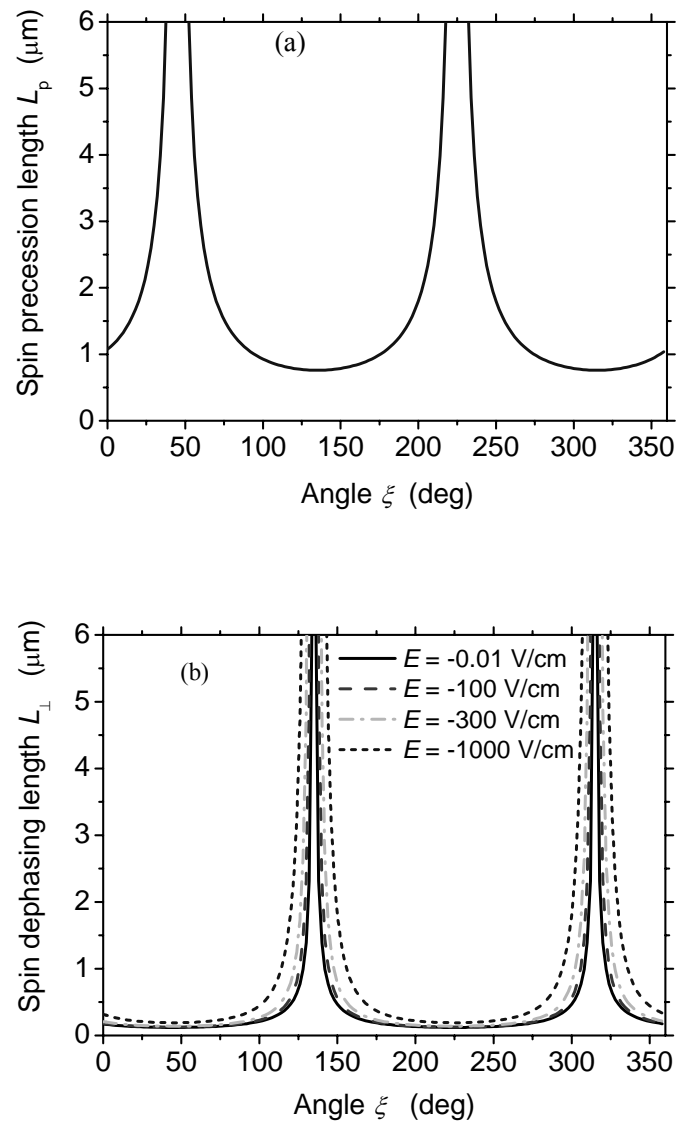 (a)
Spin precession length L_p (μm)
6
5
4
3
2
1
0
0 50 100 150 200 250 300 350
Angle ξ (deg)
(b)
Spin dephasing length L_⊥ (μm)
6
5
4
3
2
1
0
E = -0.01 V/cm
E = -100 V/cm
E = -300 V/cm
E = -1000 V/cm
0 50 100 150 200 250 300 350
Angle ξ (deg)